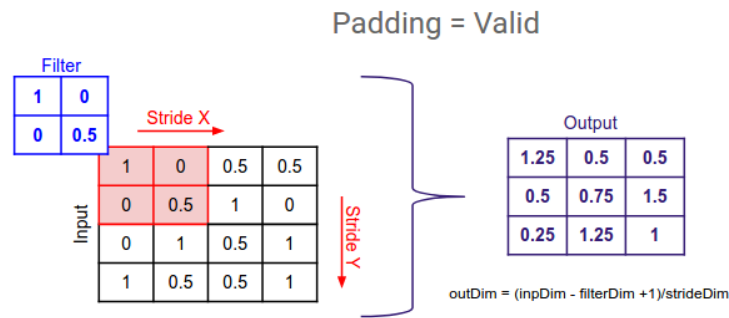 Padding = Valid
Filter
1 0
0 0.5
Stride X
Input
1 0 0.5 0.5
0 0.5 1 0
0 1 0.5 1
1 0.5 0.5 1
Stride Y
Output
1.25 0.5 0.5
0.5 0.75 1.5
0.25 1.25 1
outDim = (inpDim - filterDim +1)/strideDim